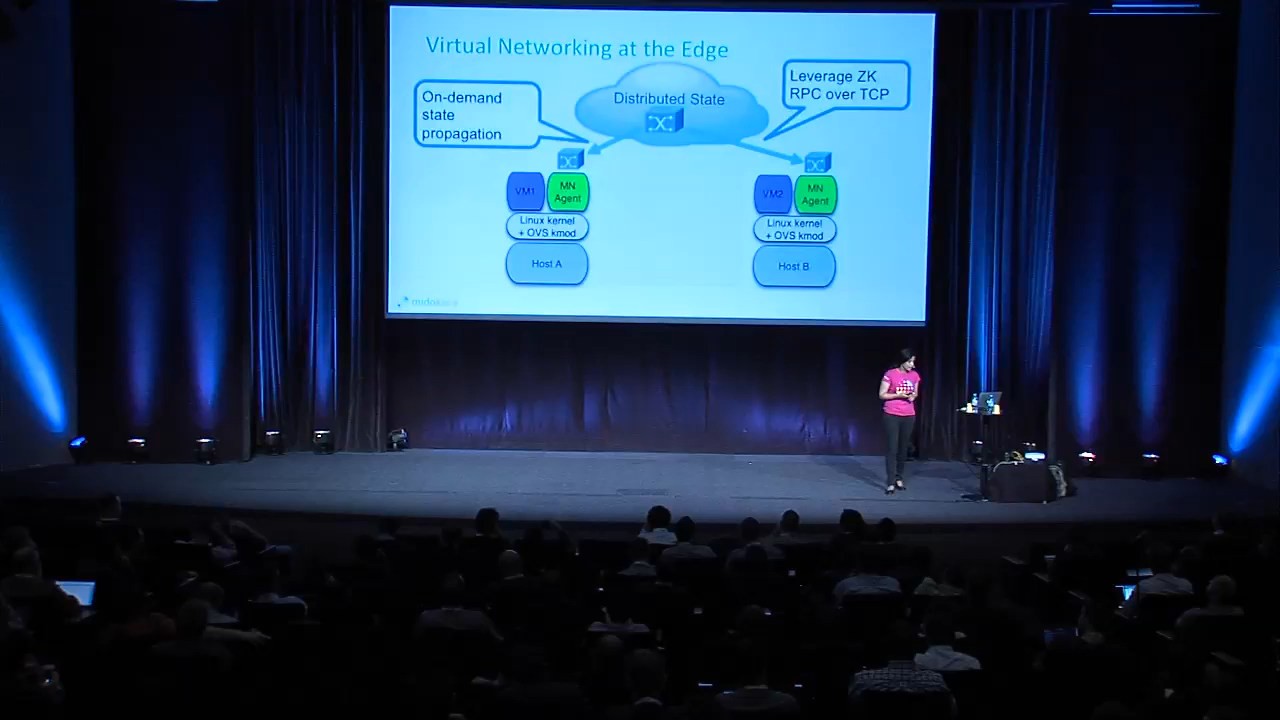 Virtual Networking at the Edge
On-demand
state
propagation
Distributed State
Leverage ZK
RPC over TCP
VM1
MN
Agent
Linux kernel
+ OVS kmod
Host A
VM2
MN
Agent
Linux kernel
+ OVS kmod
Host B
midokura